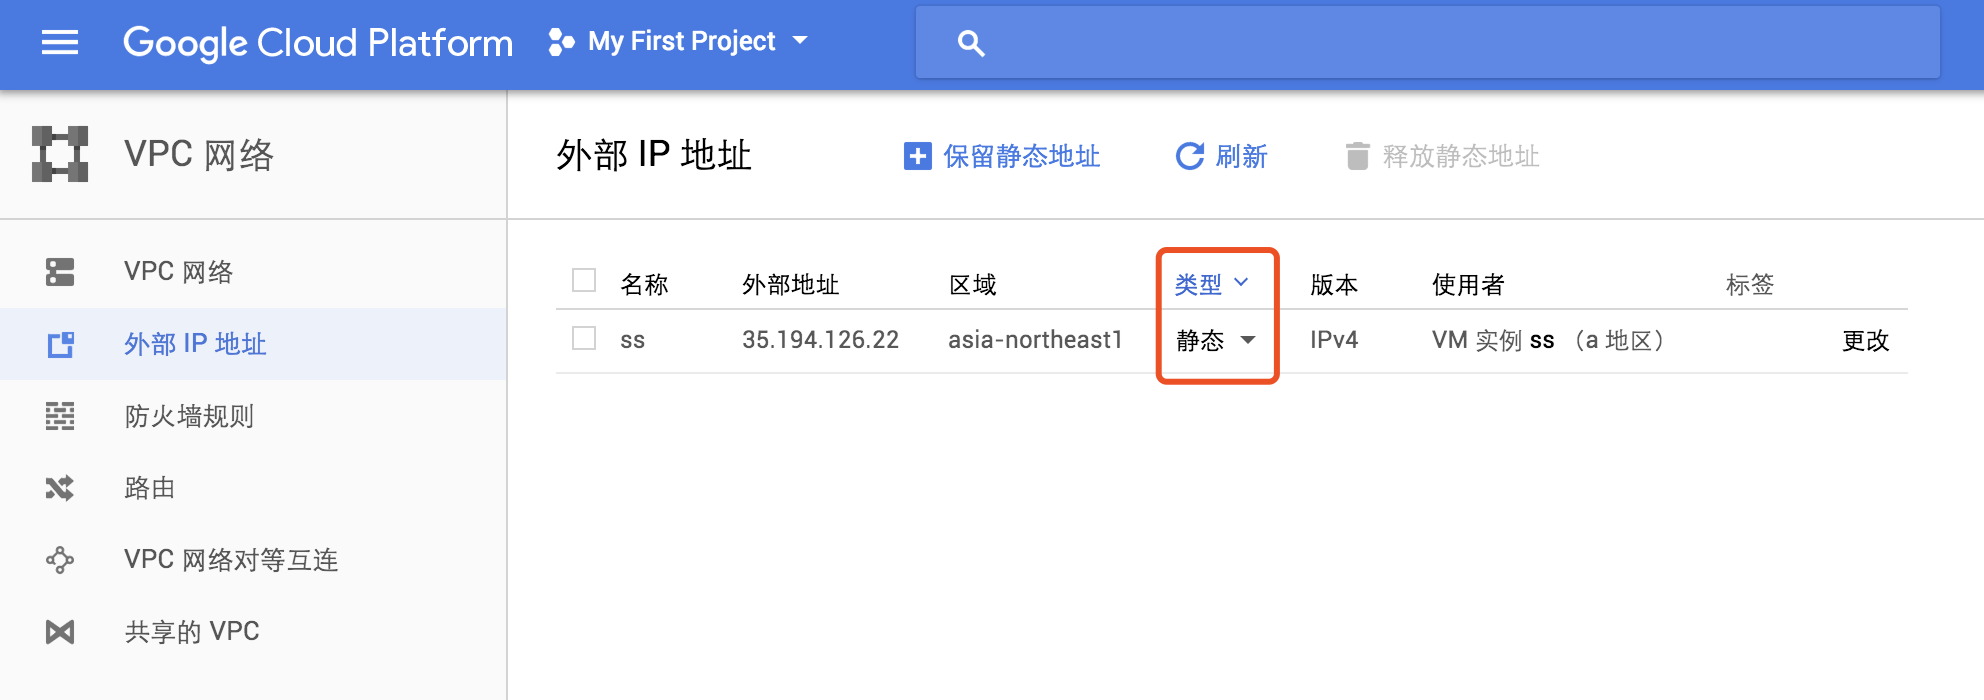 Google Cloud Platform My First Project
VPC 网络
外部 IP 地址 保留静态地址 刷新 释放静态地址
VPC 网络
外部 IP 地址
防火墙规则
路由
VPC 网络对等互连
共享的 VPC
名称 外部地址 区域 类型 版本 使用者 标签
ss 35.194.126.22 asia-northeast1 静态 IPv4 VM 实例 ss （a 地区） 更改